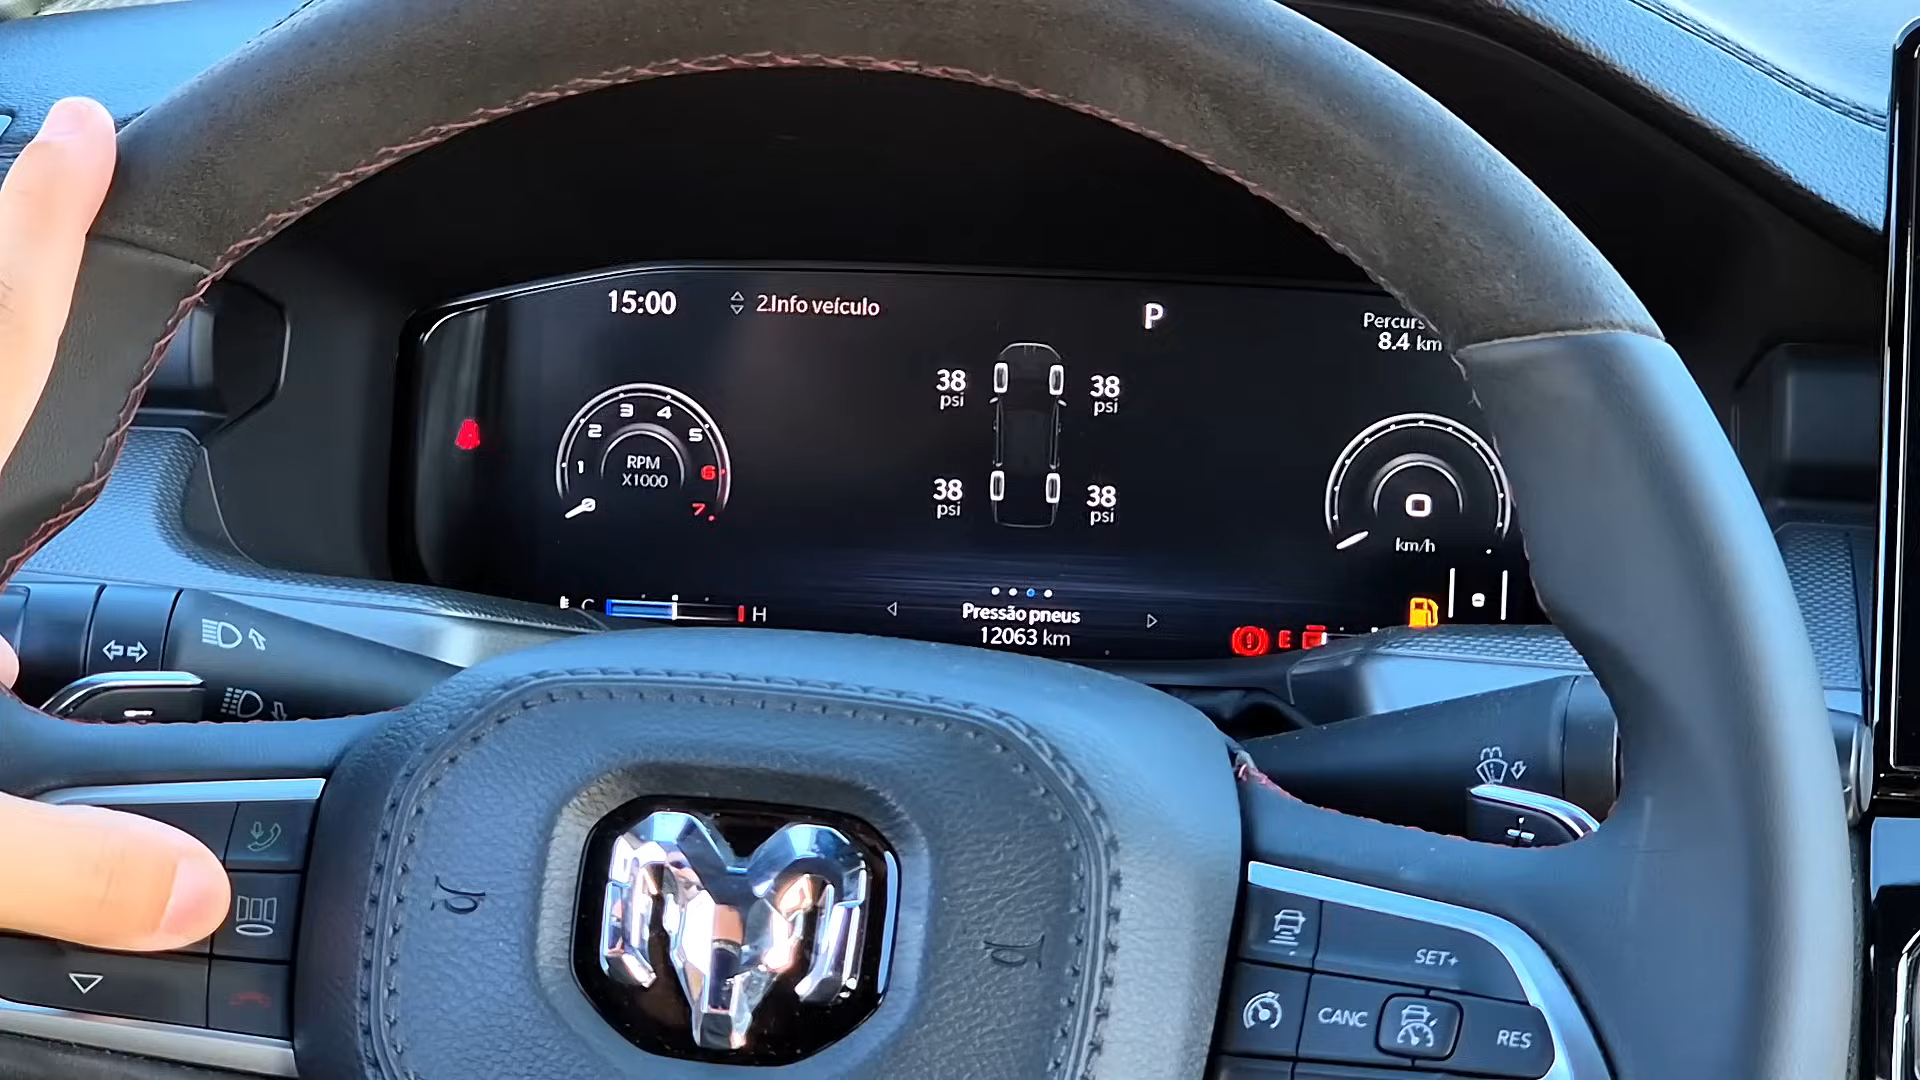 15:00
2.Info veículo
P
Percurs
8.4 km
38
psi
38
psi
38
psi
38
psi
0
1
2
3
4
5
6
7
RPM
X1000
0
km/h
C
H
Pressão pneus
12063 km
E
SET+
CANC
RES